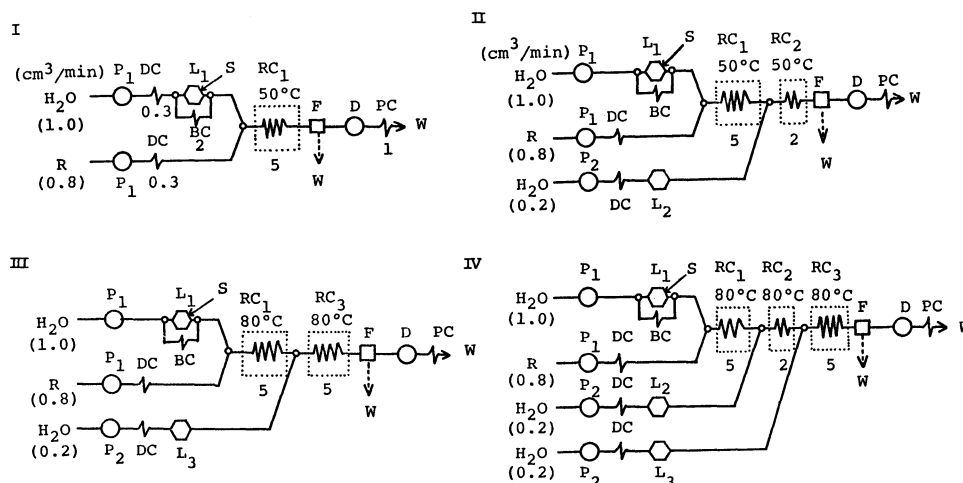 I
(cm³/min) P₁ DC L₁ S RC₁
50°C F D PC
H₂O W
(1.0) 0.3 BC
2
5 1
R W
(0.8) P₁ 0.3
DC
II
(cm³/min) P₁ L₁ S RC₁ RC₂
50°C 50°C F D PC
H₂O W
(1.0) BC
P₁ DC 5 2
R W
(0.8) P₂
H₂O
(0.2) DC L₂
III
P₁ L₁ S RC₁ RC₃
80°C 80°C F D PC
H₂O W
(1.0) BC
P₁ DC
R 5 5 W
(0.8)
H₂O
(0.2) P₂ DC L₃
IV
P₁ L₁ S RC₁ RC₂ RC₃
80°C 80°C 80°C F D PC
H₂O W
(1.0) BC
P₁ DC
R 5 2 5 W
(0.8) P₂ DC L₂
H₂O
(0.2) DC
H₂O
(0.2) P₂ L₃